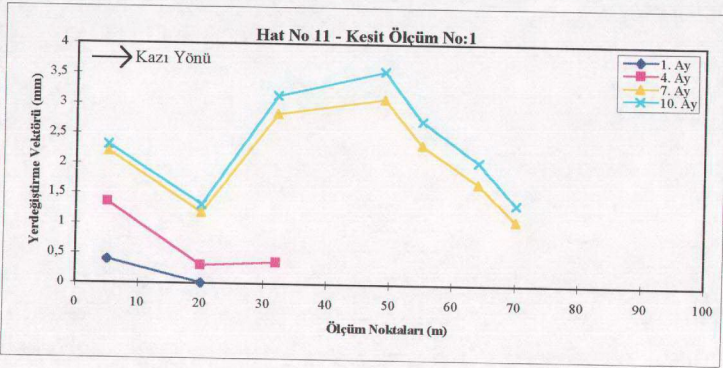 Hat No 11 - Kesit Ölçüm No:1
Kazı Yönü
1. Ay
4. Ay
7. Ay
10. Ay
Yerdeğiştirme Vektörü (mm)
4
3,5
3
2,5
2
1,5
1
0,5
0
0 10 20 30 40 50 60 70 80 90 100
Ölçüm Noktaları (m)